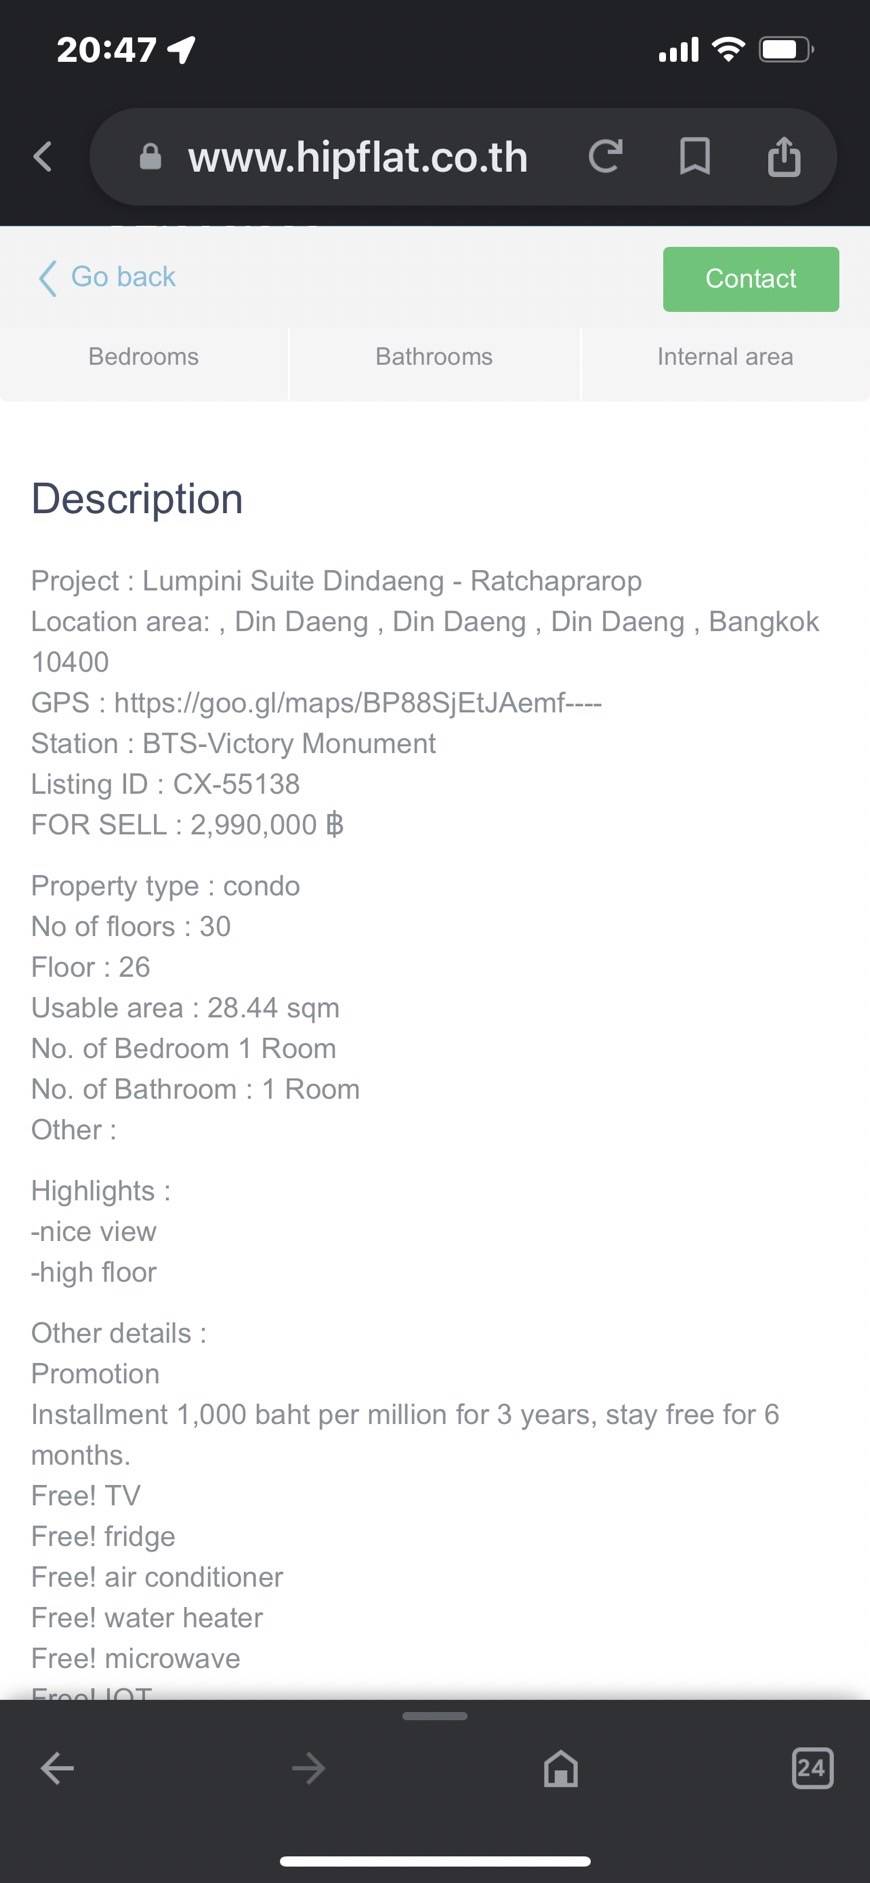 20:47
www.hipflat.co.th
Go back
Contact
Bedrooms
Bathrooms
Internal area
Description
Project : Lumpini Suite Dindaeng - Ratchaprarop
Location area: , Din Daeng , Din Daeng , Din Daeng , Bangkok
10400
GPS : https://goo.gl/maps/BP88SjEtJAemf----
Station : BTS-Victory Monument
Listing ID : CX-55138
FOR SELL : 2,990,000 ฿
Property type : condo
No of floors : 30
Floor : 26
Usable area : 28.44 sqm
No. of Bedroom 1 Room
No. of Bathroom : 1 Room
Other :
Highlights :
-nice view
-high floor
Other details :
Promotion
Installment 1,000 baht per million for 3 years, stay free for 6
months.
Free! TV
Free! fridge
Free! air conditioner
Free! water heater
Free! microwave
Free! IOT
24